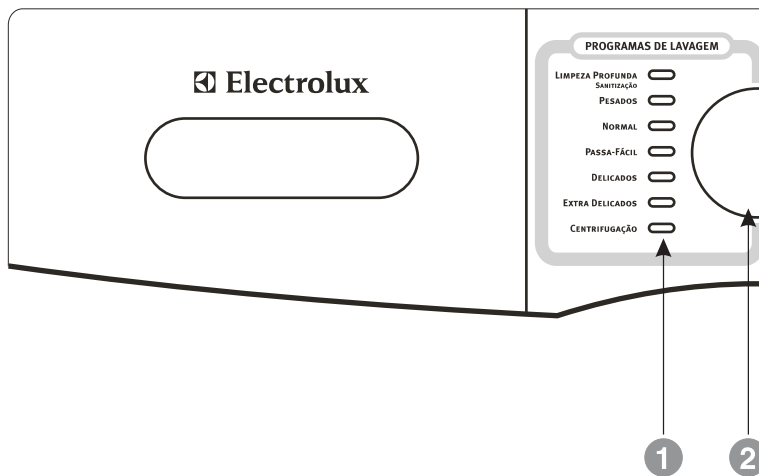 Electrolux
PROGRAMAS DE LAVAGEM
LIMPEZA PROFUNDA
SANITIZAÇÃO
PESADOS
NORMAL
PASSA-FÁCIL
DELICADOS
EXTRA DELICADOS
CENTRIFUGAÇÃO
1
2